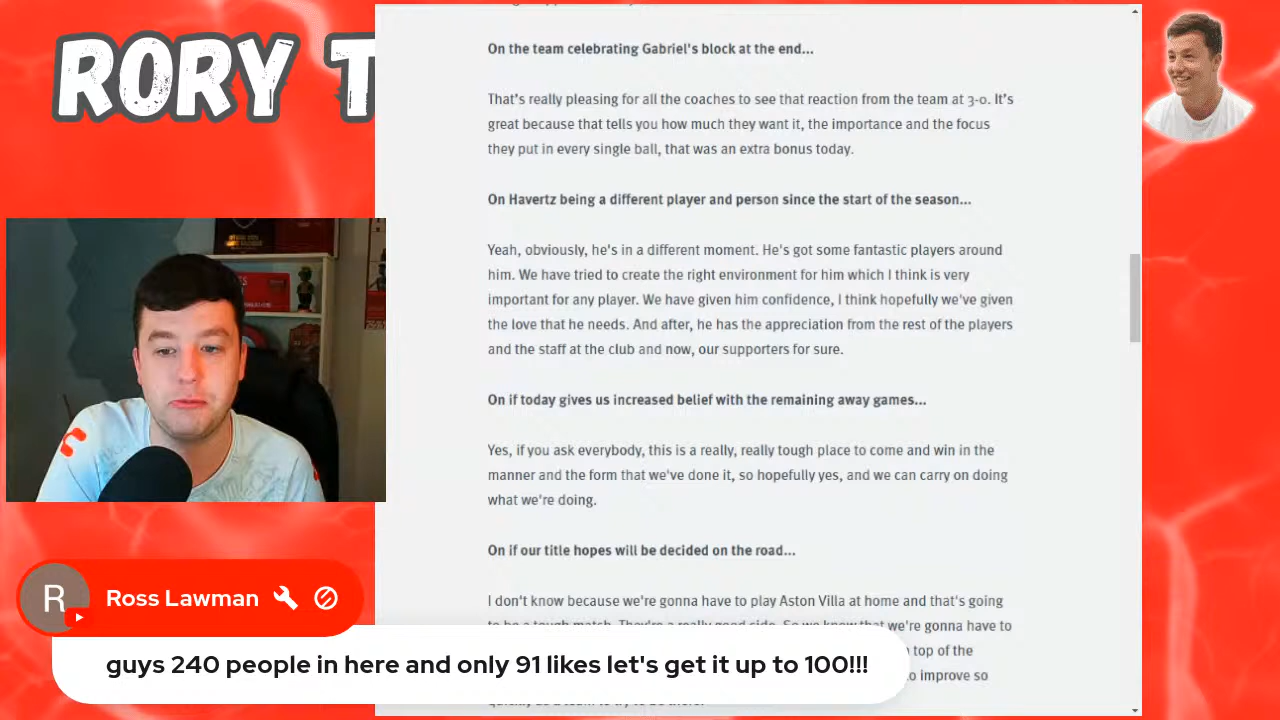 RORY T
On the team celebrating Gabriel's block at the end...
That's really pleasing for all the coaches to see that reaction from the team at 3-0. It's
great because that tells you how much they want it, the importance and the focus
they put in every single ball, that was an extra bonus today.
On Havertz being a different player and person since the start of the season...
Yeah, obviously, he's in a different moment. He's got some fantastic players around
him. We have tried to create the right environment for him which I think is very
important for any player. We have given him confidence, I think hopefully we've given
the love that he needs. And after, he has the appreciation from the rest of the players
and the staff at the club and now, our supporters for sure.
On if today gives us increased belief with the remaining away games...
Yes, if you ask everybody, this is a really, really tough place to come and win in the
manner and the form that we've done it, so hopefully yes, and we can carry on doing
what we're doing.
On if our title hopes will be decided on the road...
I don't know because we're gonna have to play Aston Villa at home and that's going
to be a tough match. They're a really good side. So we know that we're gonna have to
top of the
to improve so
R
Ross Lawman
guys 240 people in here and only 91 likes let's get it up to 100!!!